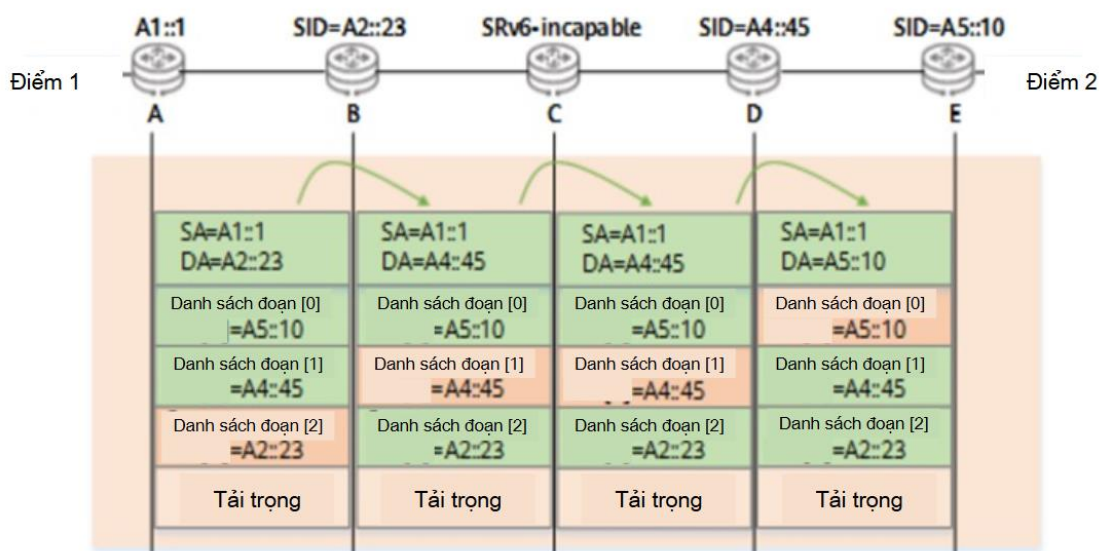 A1::1 SID=A2::23 SRv6-incapable SID=A4::45 SID=A5::10
Điểm 1 Điểm 2
A B C D E
SA=A1::1 SA=A1::1 SA=A1::1 SA=A1::1
DA=A2::23 DA=A4::45 DA=A4::45 DA=A5::10
Danh sách đoạn [0] Danh sách đoạn [0] Danh sách đoạn [0] Danh sách đoạn [0]
=A5::10 =A5::10 =A5::10 =A5::10
Danh sách đoạn [1] Danh sách đoạn [1] Danh sách đoạn [1] Danh sách đoạn [1]
=A4::45 =A4::45 =A4::45 =A4::45
Danh sách đoạn [2] Danh sách đoạn [2] Danh sách đoạn [2] Danh sách đoạn [2]
=A2::23 =A2::23 =A2::23 =A2::23
Tải trọng Tải trọng Tải trọng Tải trọng